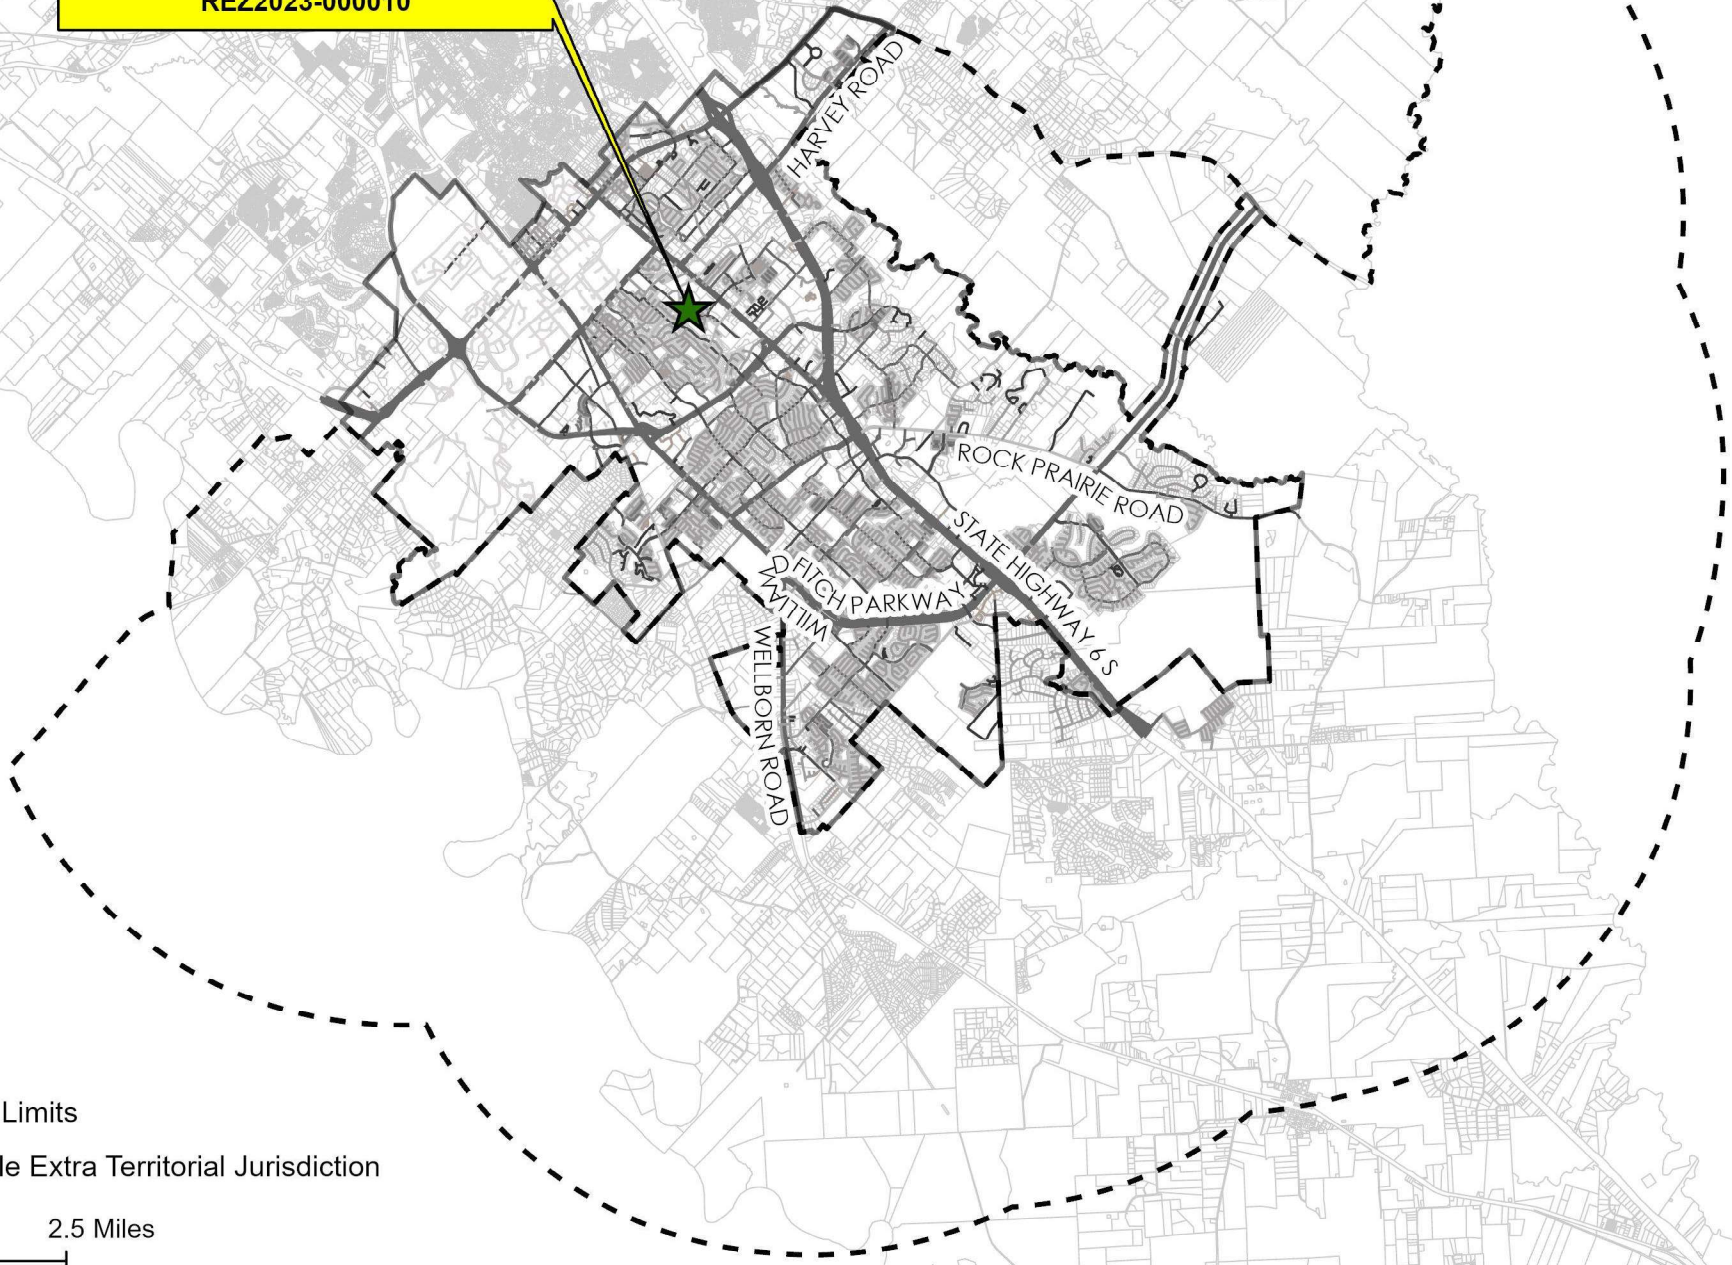 REZ2023-000010
HARVEY ROAD
ROCK PRAIRIE ROAD
STATE HIGHWAY 6 S
WILLIAM D FITCH PARKWAY
WELLBORN ROAD
Limits
le Extra Territorial Jurisdiction
2.5 Miles